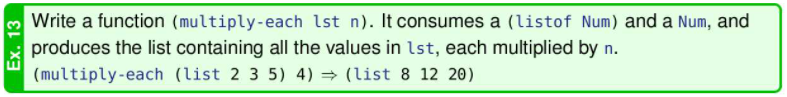 Ex. 13
Write a function (multiply-each lst n). It consumes a (listof Num) and a Num, and
produces the list containing all the values in lst, each multiplied by n.
(multiply-each (list 2 3 5) 4) ⇒ (list 8 12 20)